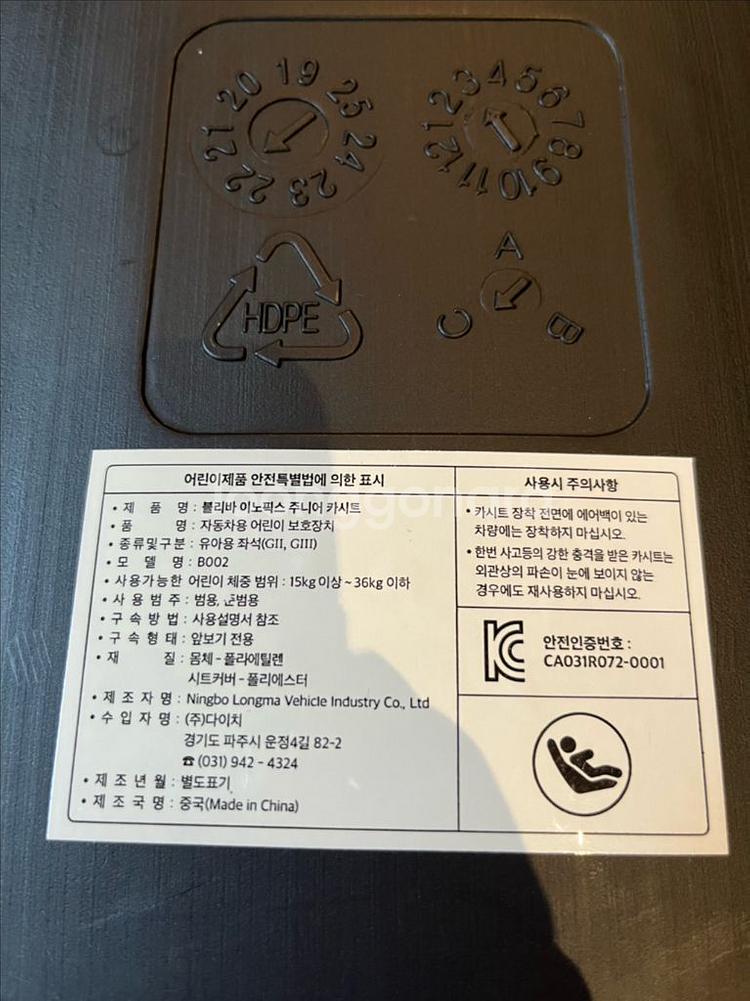 19 25 24 23 22 21 20
1 2 3 4 5 6 7 8 9 10 11 12
HDPE
A B C
어린이제품 안전특별법에 의한 표시
• 제 품 명 : 볼리바 이노픽스 주니어 카시트
• 품 명 : 자동차용 어린이 보호장치
• 종류및구분 : 유아용 좌석(GII, GIII)
• 모 델 명 : B002
• 사용가능한 어린이 체중 범위 : 15kg 이상 ~ 36kg 이하
• 사 용 범 주 : 범용, 준범용
• 구 속 방 법 : 사용설명서 참조
• 구 속 형 태 : 앞보기 전용
• 재 질 : 몸체 - 폴라에틸렌
시트커버 - 폴리에스터
• 제 조 자 명 : Ningbo Longma Vehicle Industry Co., Ltd
• 수 입 자 명 : (주)다이치
경기도 파주시 운정4길 82-2
☎ (031) 942 - 4324
• 제 조 년 월 : 별도표기
• 제 조 국 명 : 중국(Made in China)
사용시 주의사항
• 카시트 장착 전면에 에어백이 있는
차량에는 장착하지 마십시오.
• 한번 사고등의 강한 충격을 받은 카시트는
외관상의 파손이 눈에 보이지 않는
경우에도 재사용하지 마십시오.
안전인증번호 :
CA031R072-0001
joonggonara